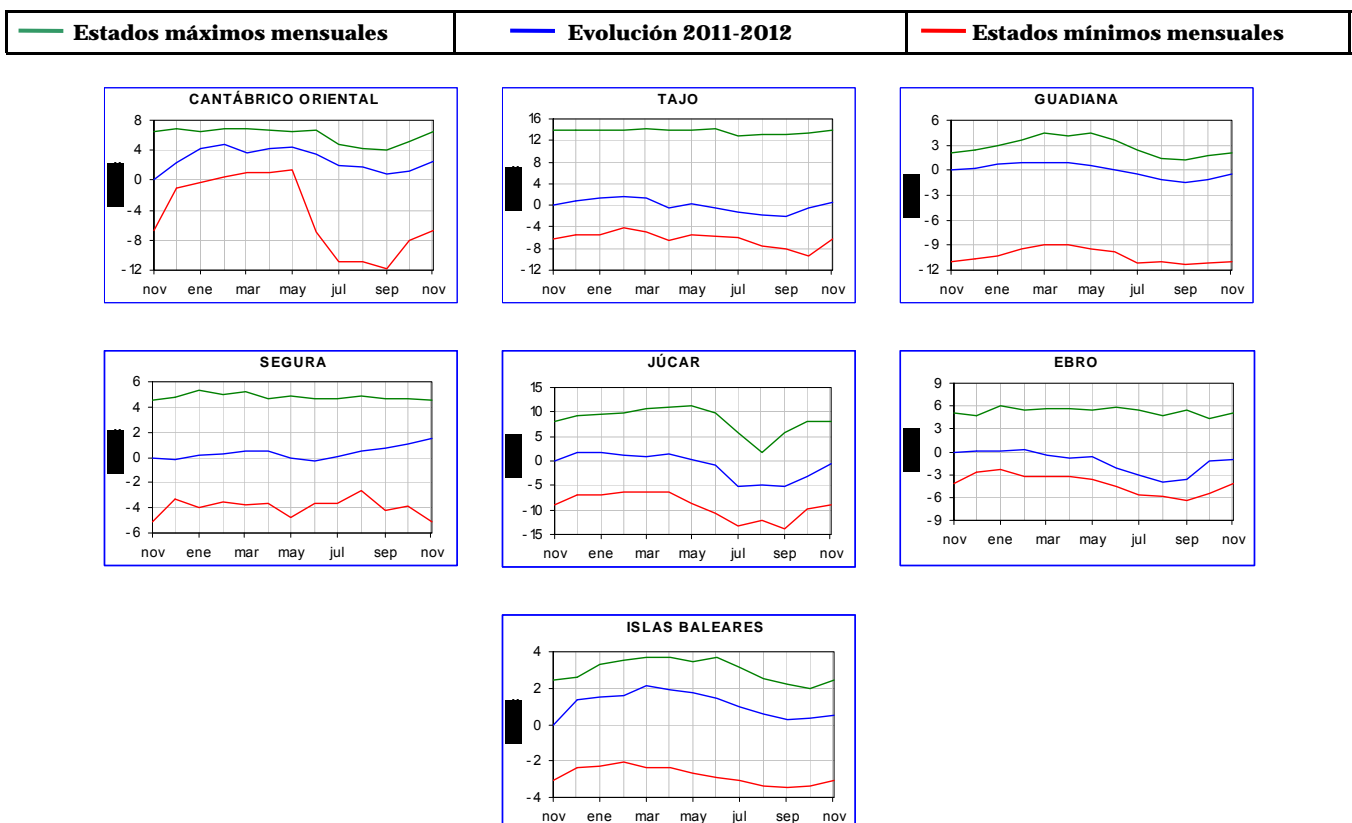 Estados máximos mensuales
Evolución 2011-2012
Estados mínimos mensuales
CANTÁBRICO ORIENTAL
8
4
0
-4
-8
-12
nov ene mar may jul sep nov
TAJO
16
12
8
4
0
-4
-8
-12
nov ene mar may jul sep nov
GUADIANA
6
3
0
-3
-6
-9
-12
nov ene mar may jul sep nov
SEGURA
6
4
2
0
-2
-4
-6
nov ene mar may jul sep nov
JÚCAR
15
10
5
0
-5
-10
-15
nov ene mar may jul sep nov
EBRO
9
6
3
0
-3
-6
-9
nov ene mar may jul sep nov
ISLAS BALEARES
4
2
0
-2
-4
nov ene mar may jul sep nov